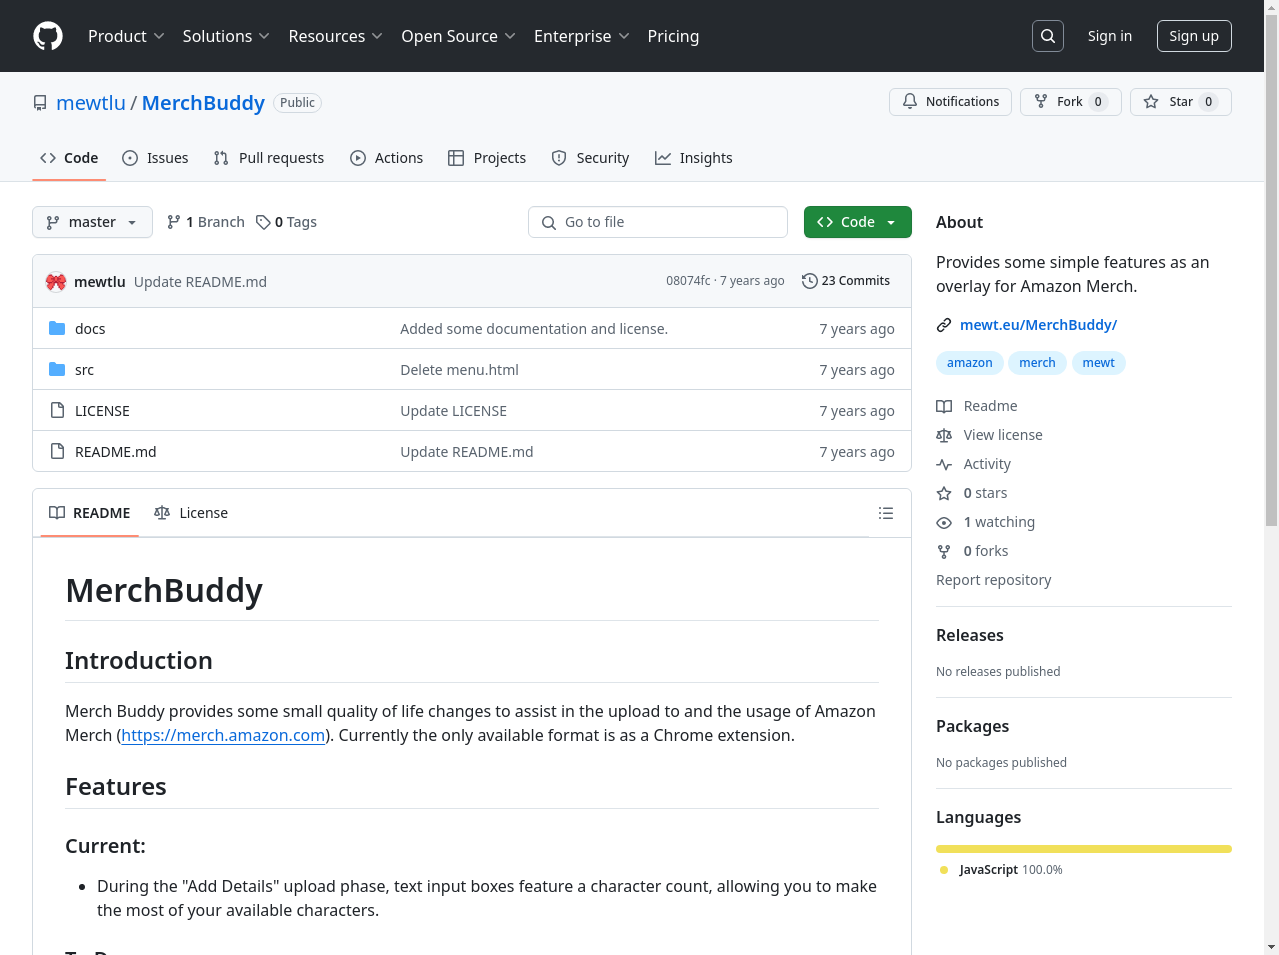 Product Solutions Resources Open Source Enterprise Pricing Sign in Sign up
mewtlu / MerchBuddy Public Notifications Fork 0 Star 0
Code Issues Pull requests Actions Projects Security Insights
master 1 Branch 0 Tags Go to file Code
mewtlu Update README.md 08074fc · 7 years ago 23 Commits
docs Added some documentation and license. 7 years ago
src Delete menu.html 7 years ago
LICENSE Update LICENSE 7 years ago
README.md Update README.md 7 years ago
README License
MerchBuddy
Introduction
Merch Buddy provides some small quality of life changes to assist in the upload to and the usage of Amazon
Merch (https://merch.amazon.com). Currently the only available format is as a Chrome extension.
Features
Current:
During the "Add Details" upload phase, text input boxes feature a character count, allowing you to make
the most of your available characters.
About
Provides some simple features as an
overlay for Amazon Merch.
mewt.eu/MerchBuddy/
amazon merch mewt
Readme
View license
Activity
0 stars
1 watching
0 forks
Report repository
Releases
No releases published
Packages
No packages published
Languages
JavaScript 100.0%